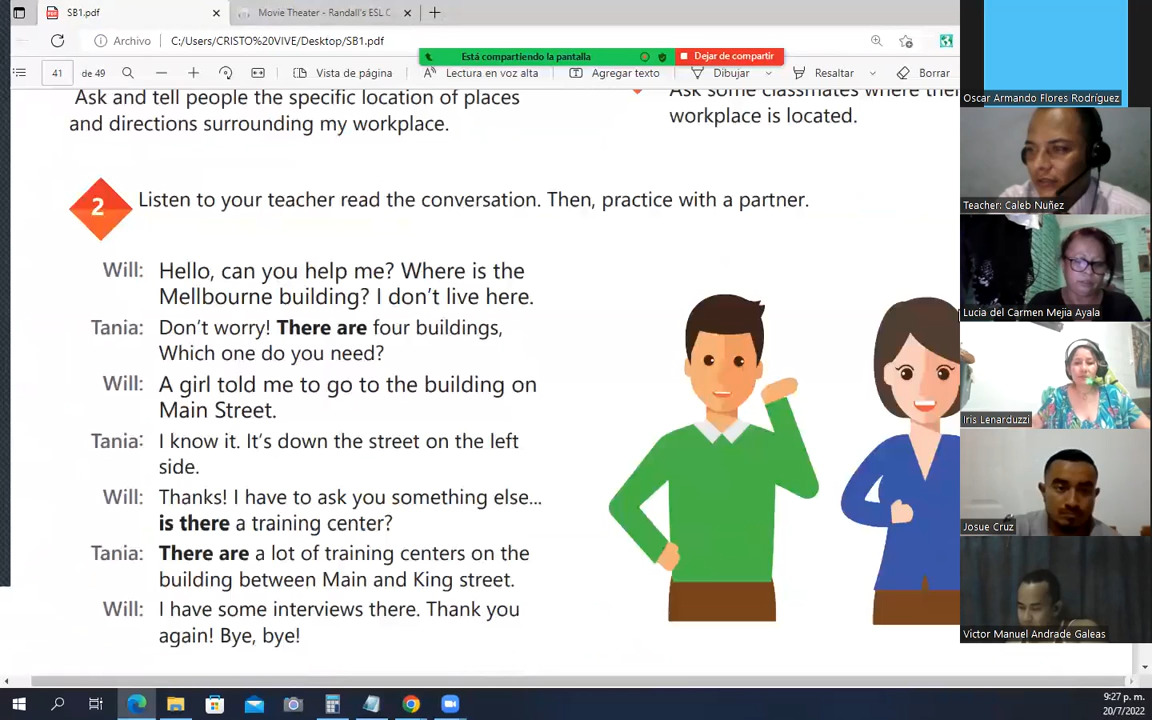 SB1.pdf
Movie Theater - Randall's ESL C
Archivo
C:/Users/CRISTO%20VIVE/Desktop/SB1.pdf
Está compartiendo la pantalla
Dejar de compartir
41
de 49
Vista de página
Lectura en voz alta
Agregar texto
Dibujar
Resaltar
Borrar
Ask and tell people the specific location of places
and directions surrounding my workplace.
Ask some classmates where
workplace is located.
2
Listen to your teacher read the conversation. Then, practice with a partner.
Will: Hello, can you help me? Where is the
Mellbourne building? I don't live here.
Tania: Don't worry! There are four buildings,
Which one do you need?
Will: A girl told me to go to the building on
Main Street.
Tania: I know it. It's down the street on the left
side.
Will: Thanks! I have to ask you something else...
is there a training center?
Tania: There are a lot of training centers on the
building between Main and King street.
Will: I have some interviews there. Thank you
again! Bye, bye!
Oscar Armando Flores Rodríguez
Teacher: Caleb Nuñez
Lucia del Carmen Mejia Ayala
Iris Lenarduzzi
Josue Cruz
Victor Manuel Andrade Galeas
9:27 p. m.
20/7/2022